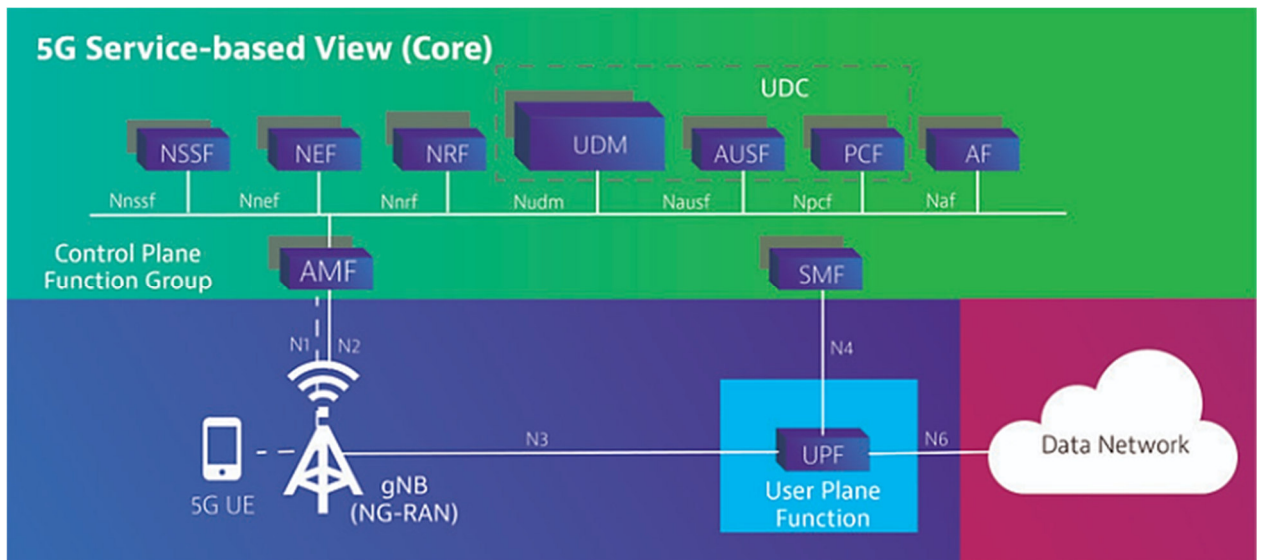 5G Service-based View (Core)
UDC
NSSF
NEF
NRF
UDM
AUSF
PCF
AF
Nnssf
Nnef
Nnrf
Nudm
Nausf
Npcf
Naf
Control Plane
Function Group
AMF
SMF
N1
N2
N4
N3
N6
UPF
Data Network
5G UE
gNB
(NG-RAN)
User Plane
Function